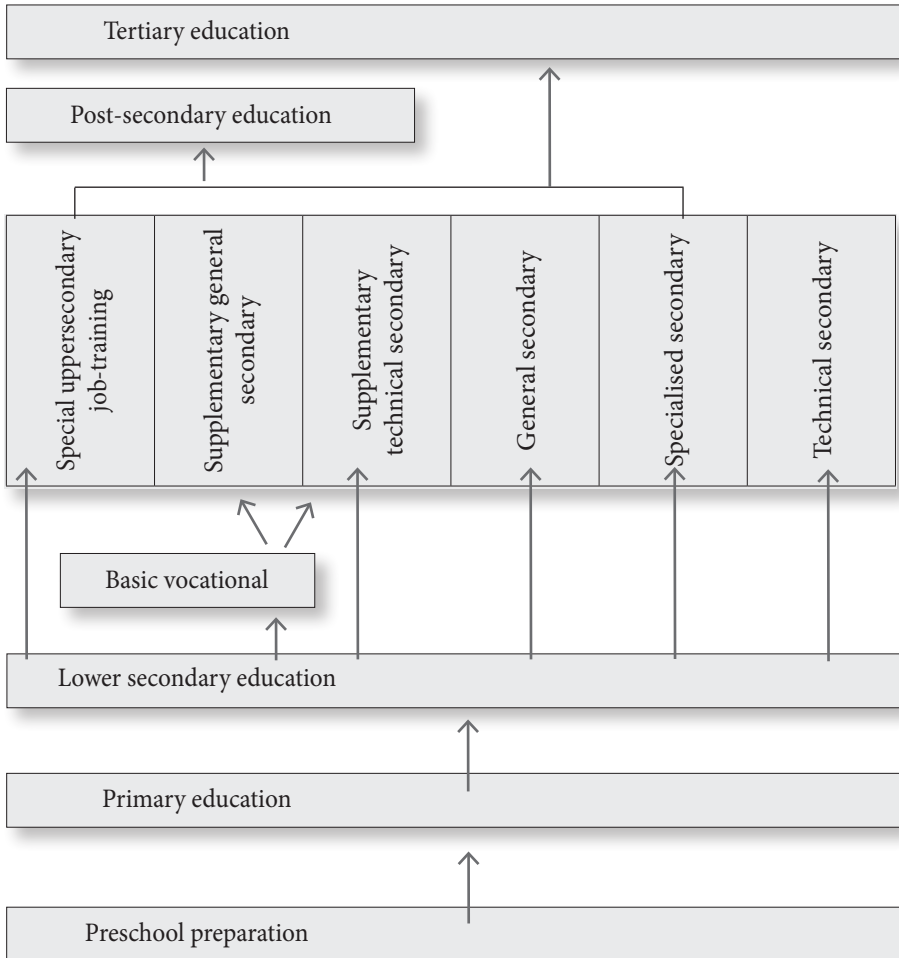 Tertiary education
Post-secondary education
Special uppersecondary
job-training
Supplementary general
secondary
Supplementary
technical secondary
General secondary
Specialised secondary
Technical secondary
Basic vocational
Lower secondary education
Primary education
Preschool preparation